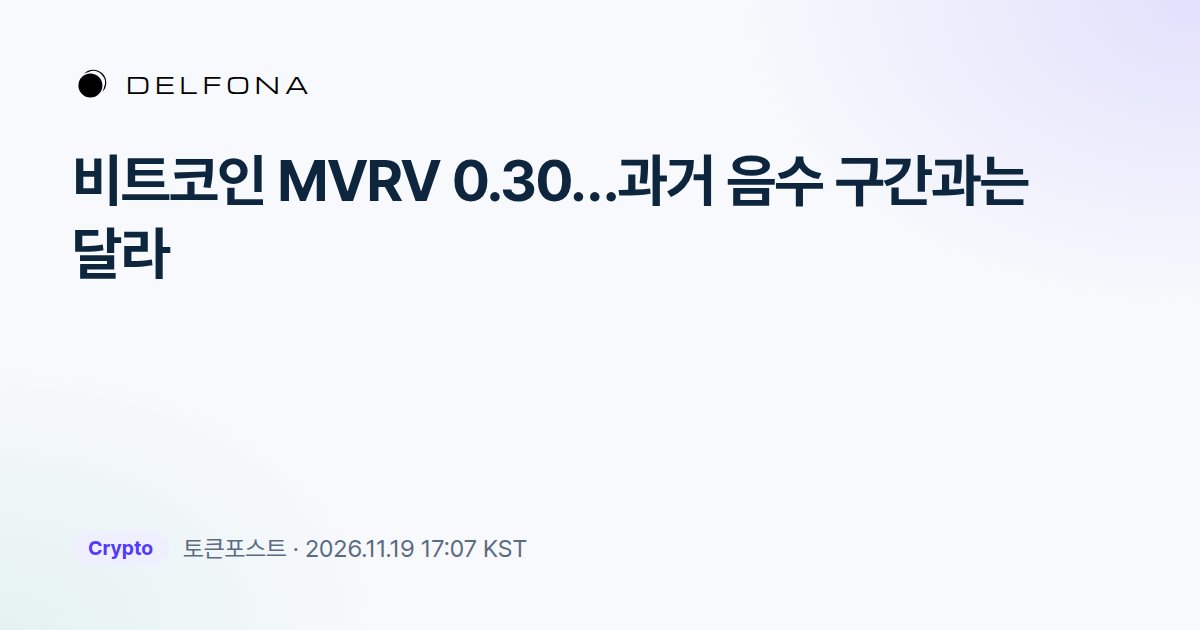 DELFONA
비트코인 MVRV 0.30…과거 음수 구간과는
달라
Crypto 토큰포스트 · 2026.11.19 17:07 KST